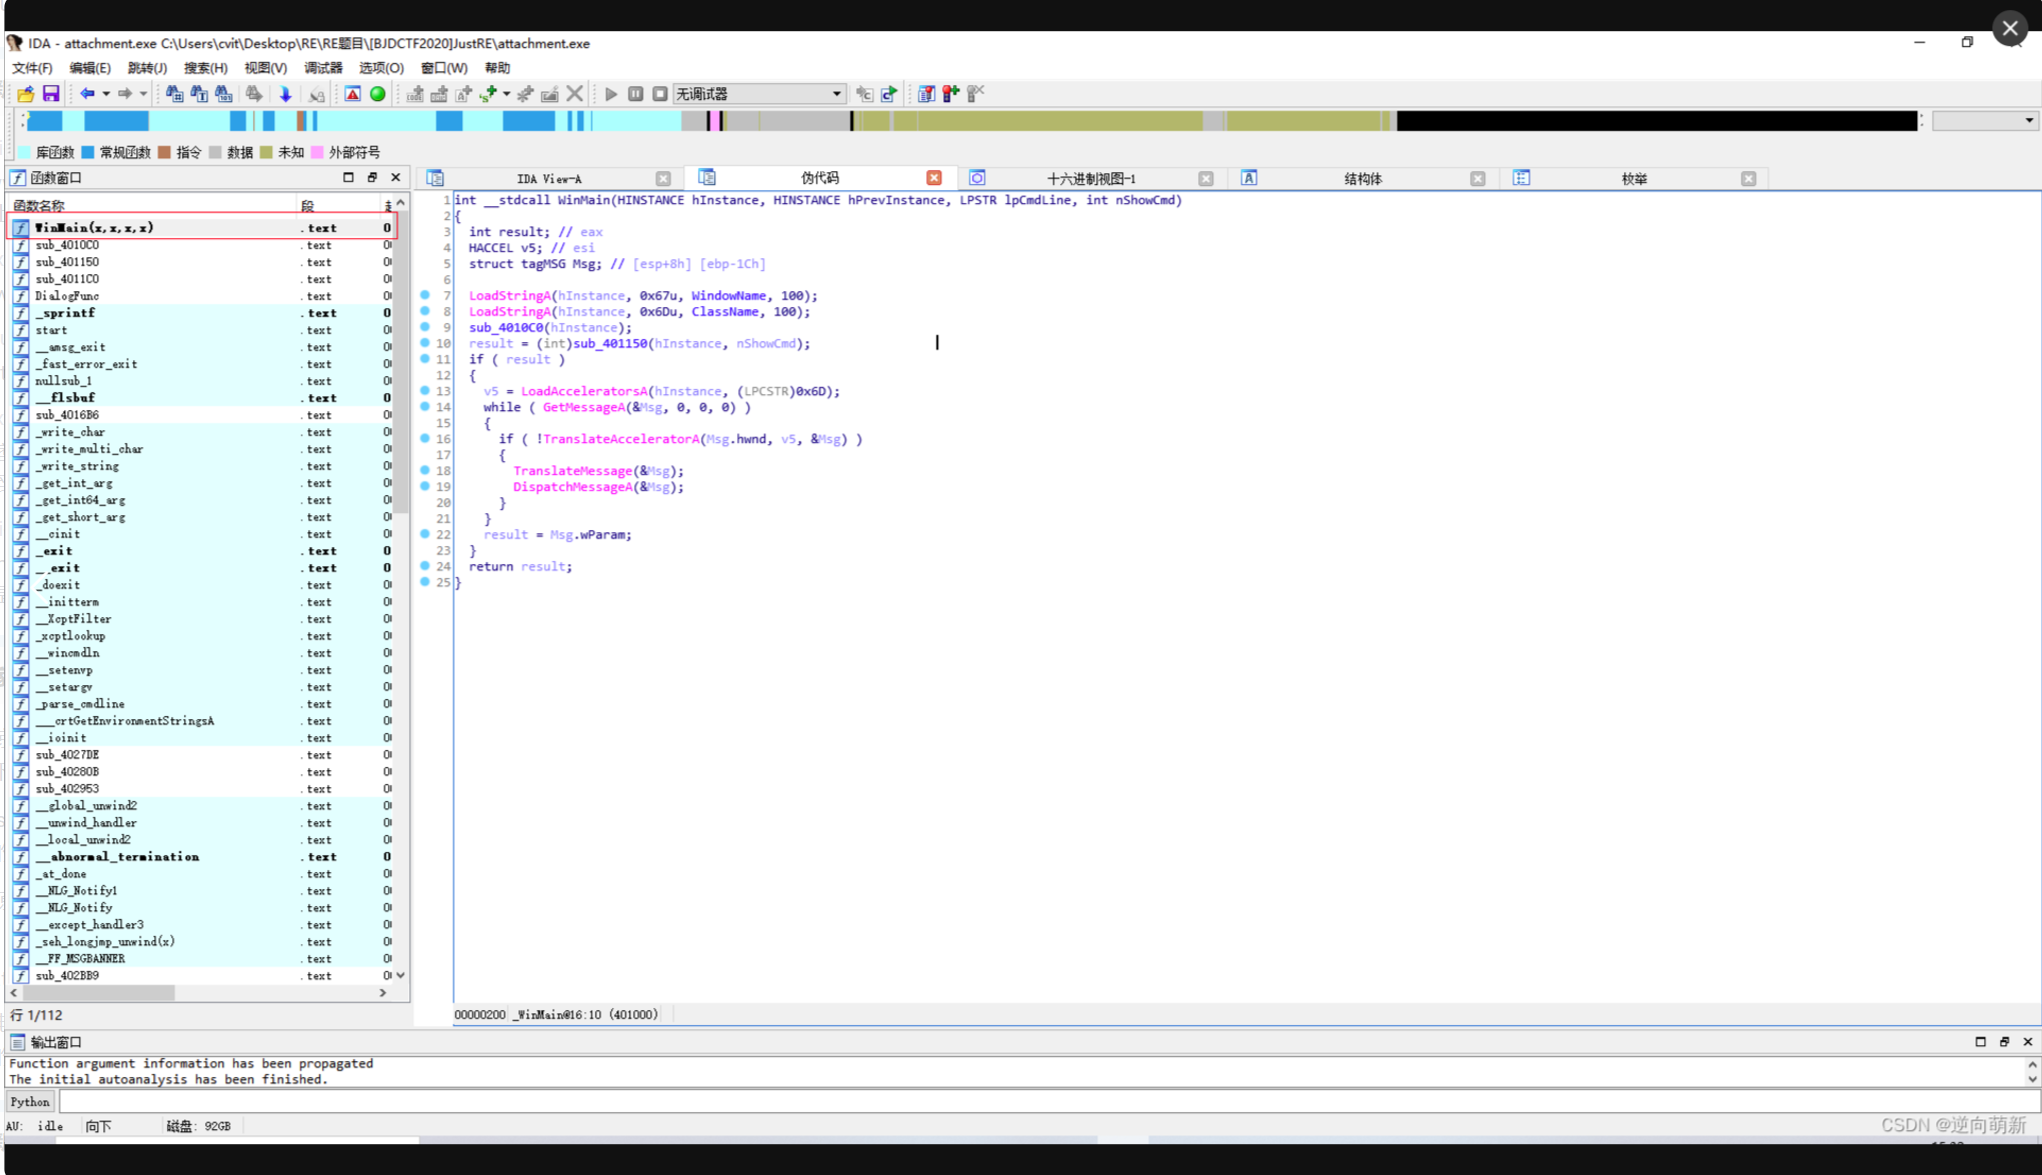 IDA - attachment.exe C:\Users\cvit\Desktop\RE\RE题目\[BJDCTF2020]JustRE\attachment.exe
文件(F) 编辑(E) 跳转(J) 搜索(H) 视图(V) 调试器 选项(O) 窗口(W) 帮助
无调试器
库函数 常规函数 指令 数据 未知 外部符号
函数窗口
IDA View-A 伪代码 十六进制视图-1 结构体 枚举
函数名称 段
WinMain(x,x,x,x) .text 0
sub_4010C0 .text 0
sub_401150 .text 0
sub_4011C0 .text 0
DialogFunc .text 0
_sprintf .text 0
start .text 0
__amsg_exit .text 0
_fast_error_exit .text 0
nullsub_1 .text 0
__flsbuf .text 0
sub_4016B6 .text 0
_write_char .text 0
_write_multi_char .text 0
_write_string .text 0
_get_int_arg .text 0
_get_int64_arg .text 0
_get_short_arg .text 0
__cinit .text 0
_exit .text 0
__exit .text 0
_doexit .text 0
__initterm .text 0
__XcptFilter .text 0
_xcptlookup .text 0
__wincmdln .text 0
__setenvp .text 0
__setargv .text 0
_parse_cmdline .text 0
___crtGetEnvironmentStringsA .text 0
__ioinit .text 0
sub_4027DE .text 0
sub_40280B .text 0
sub_402953 .text 0
__global_unwind2 .text 0
__unwind_handler .text 0
__local_unwind2 .text 0
__abnormal_termination .text 0
_at_done .text 0
__NLG_Notify1 .text 0
__NLG_Notify .text 0
__except_handler3 .text 0
_seh_longjmp_unwind(x) .text 0
__FF_MSGBANNER .text 0
sub_402BB9 .text 0
行 1/112
1 int __stdcall WinMain(HINSTANCE hInstance, HINSTANCE hPrevInstance, LPSTR lpCmdLine, int nShowCmd)
2 {
3 int result; // eax
4 HACCEL v5; // esi
5 struct tagMSG Msg; // [esp+8h] [ebp-1Ch]
6
7 LoadStringA(hInstance, 0x67u, WindowName, 100);
8 LoadStringA(hInstance, 0x6Du, ClassName, 100);
9 sub_4010C0(hInstance);
10 result = (int)sub_401150(hInstance, nShowCmd);
11 if ( result )
12 {
13 v5 = LoadAcceleratorsA(hInstance, (LPCSTR)0x6D);
14 while ( GetMessageA(&Msg, 0, 0, 0) )
15 {
16 if ( !TranslateAcceleratorA(Msg.hwnd, v5, &Msg) )
17 {
18 TranslateMessage(&Msg);
19 DispatchMessageA(&Msg);
20 }
21 }
22 result = Msg.wParam;
23 }
24 return result;
25 }
00000200 _WinMain@16:10 (401000)
输出窗口
Function argument information has been propagated
The initial autoanalysis has been finished.
Python
AU: idle 向下 磁盘: 92GB
CSDN @逆向萌新